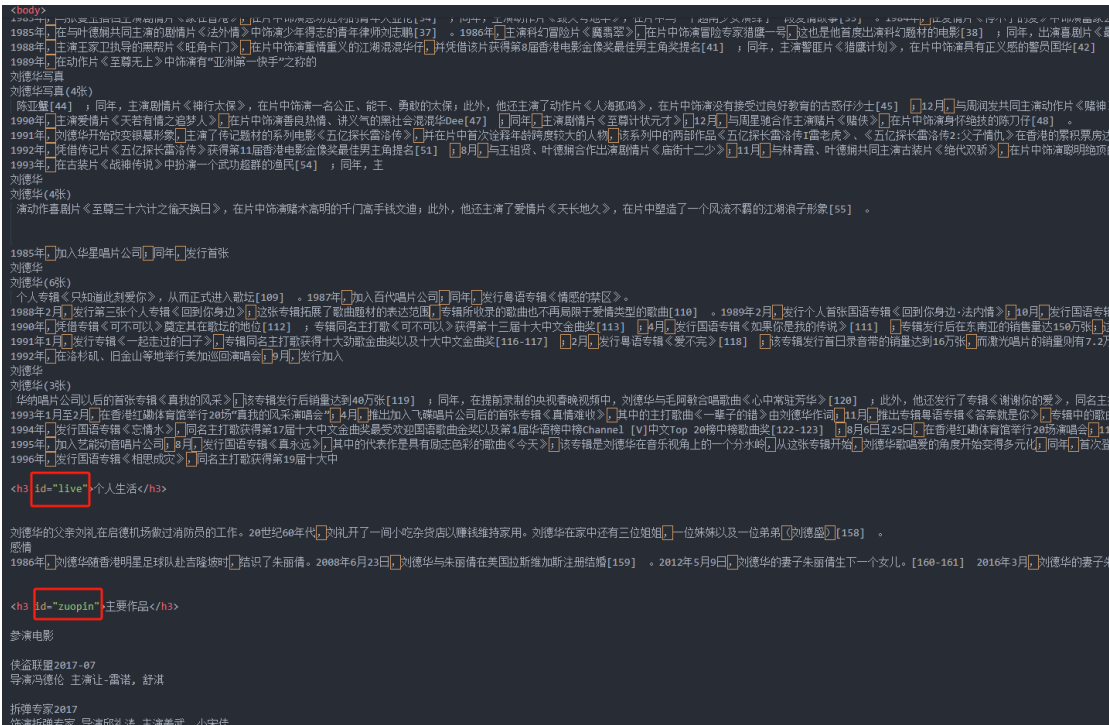 <body>
1985年，在与叶德娴共同主演的剧情片《法外情》中饰演少年得志的青年律师刘志鹏[37] 。1986年，主演科幻冒险片《魔翡翠》，在片中饰演冒险专家猎鹰一号，这也是他首度出演科幻题材的电影[38] ；同年，出演喜剧片《最
1988年，主演王家卫执导的黑帮片《旺角卡门》，在片中饰演重情重义的江湖混混华仔，并凭借该片获得第8届香港电影金像奖最佳男主角奖提名[41] ；同年，主演警匪片《猎鹰计划》，在片中饰演具有正义感的警员国华[42]
1989年，在动作片《至尊无上》中饰演有“亚洲第一快手”之称的
刘德华写真
刘德华写真(4张)
陈亚蟹[44] ；同年，主演剧情片《神行太保》，在片中饰演一名公正、能干、勇敢的太保；此外，他还主演了动作片《人海孤鸿》，在片中饰演没有接受过良好教育的古惑仔沙士[45] ；12月，与周润发共同主演动作片《赌神
1990年，主演爱情片《天若有情之追梦人》，在片中饰演善良热情、讲义气的黑社会混混华Dee[47] ；同年，主演剧情片《至尊计状元才》；12月，与周星驰合作主演赌片《赌侠》，在片中饰演身怀绝技的陈刀仔[48] 。
1991年，刘德华开始改变银幕形象，主演了传记题材的系列电影《五亿探长雷洛传》，并在片中首次诠释年龄跨度较大的人物，该系列中的两部作品《五亿探长雷洛传I雷老虎》、《五亿探长雷洛传2:父子情仇》在香港的累积票房达
1992年，凭借传记片《五亿探长雷洛传》获得第11届香港电影金像奖最佳男主角提名[51] ；8月，与王祖贤、叶德娴合作出演剧情片《庙街十二少》；11月，与林青霞、叶德娴共同主演古装片《绝代双骄》，在片中饰演聪明绝顶的
1993年，在古装片《战神传说》中扮演一个武功超群的渔民[54] ；同年，主
刘德华
刘德华(4张)
演动作喜剧片《至尊三十六计之偷天换日》，在片中饰演赌术高明的千门高手钱文迪；此外，他还主演了爱情片《天长地久》，在片中塑造了一个风流不羁的江湖浪子形象[55] 。
1985年，加入华星唱片公司；同年，发行首张
刘德华
刘德华(6张)
个人专辑《只知道此刻爱你》，从而正式进入歌坛[109] 。1987年，加入百代唱片公司；同年，发行粤语专辑《情感的禁区》。
1988年2月，发行第三张个人专辑《回到你身边》；这张专辑拓展了歌曲题材的表达范围，专辑所收录的歌曲也不再局限于爱情类型的歌曲[110] 。1989年2月，发行个人首张国语专辑《回到你身边·法内情》；10月，发行
1990年，凭借专辑《可不可以》奠定其在歌坛的地位[112] ；专辑同名主打歌《可不可以》获得第十三届十大中文金曲奖[113] ；4月，发行国语专辑《如果你是我的传说》[111] ；专辑发行后在东南亚的销售量达150万张，这
1991年1月，发行专辑《一起走过的日子》，专辑同名主打歌获得十大劲歌金曲奖以及十大中文金曲奖[116-117] ；2月，发行粤语专辑《爱不完》[118] ；该专辑发行首日录音带的销量达到16万张，而激光唱片的销量则有7.2万
1992年，在洛杉矶、旧金山等地举行美加巡回演唱会；9月，发行加入
刘德华
刘德华(3张)
华纳唱片公司以后的首张专辑《真我的风采》；该专辑发行后销量达到40万张[119] ；同年，在提前录制的央视春晚视频中，刘德华与毛阿敏合唱歌曲《心中常驻芳华》[120] ；此外，他还发行了专辑《谢谢你的爱》，同名主
1993年1月至2月，在香港红磡体育馆举行20场“真我的风采演唱会”；4月，推出加入飞碟唱片公司后的首张专辑《真情难收》，其中的主打歌曲《一辈子的错》由刘德华作词；11月，推出专辑粤语专辑《答案就是你》，专辑中的歌曲
1994年，发行国语专辑《忘情水》，同名主打歌获得第17届十大中文金曲奖最受欢迎国语歌曲金奖以及第1届华语榜中榜Channel [V]中文Top 20榜中榜歌曲奖[122-123] ；8月6日至25日，在香港红磡体育馆举行20场演唱会；11
1995年，加入艺能动音唱片公司；8月，发行国语专辑《真永远》，其中的代表作是具有励志色彩的歌曲《今天》；该专辑是刘德华在音乐视角上的一个分水岭，从这张专辑开始，刘德华歌唱爱的角度开始变得多元化；同年，首次登
1996年，发行国语专辑《相思成灾》，同名主打歌获得第19届十大中
<h3 id="live">个人生活</h3>
刘德华的父亲刘礼在启德机场做过消防员的工作。20世纪60年代，刘礼开了一间小吃杂货店以赚钱维持家用。刘德华在家中还有三位姐姐，一位妹妹以及一位弟弟（刘德盛）[158] 。
感情
1986年，刘德华随香港明星足球队赴吉隆坡时，结识了朱丽倩。2008年6月23日，刘德华与朱丽倩在美国拉斯维加斯注册结婚[159] 。2012年5月9日，刘德华的妻子朱丽倩生下一个女儿。[160-161] 2016年3月，刘德华的妻子朱
<h3 id="zuopin">主要作品</h3>
参演电影
侠盗联盟2017-07
导演冯德伦 主演让-雷诺, 舒淇
拆弹专家2017